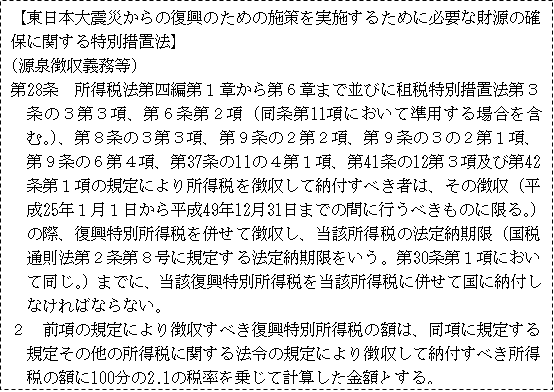 【東日本大震災からの復興のための施策を実施するために必要な財源の確
保に関する特別措置法】
(源泉徴収義務等)
第28条　所得税法第四編第１章から第６章まで並びに租税特別措置法第３
条の３第３項、第６条第２項（同条第11項において準用する場合を含
む。）、第８条の３第３項、第９条の２第２項、第９条の３の２第１項、
第９条の６第４項、第37条の11の４第１項、第41条の12第３項及び第42
条第１項の規定により所得税を徴収して納付すべき者は、その徴収（平
成25年１月１日から平成49年12月31日までの間に行うべきものに限る。）
の際、復興特別所得税を併せて徴収し、当該所得税の法定納期限（国税
通則法第２条第８号に規定する法定納期限をいう。第30条第１項におい
て同じ。）までに、当該復興特別所得税を当該所得税に併せて国に納付し
なければならない。
２　前項の規定により徴収すべき復興特別所得税の額は、同項に規定する
規定その他の所得税に関する法令の規定により徴収して納付すべき所得
税の額に100分の2.1の税率を乗じて計算した金額とする。